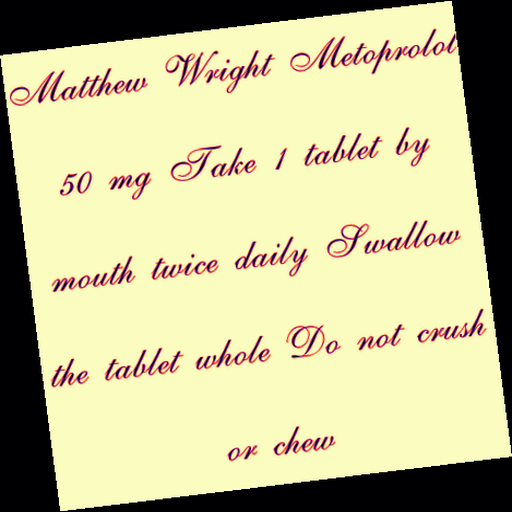 Matthew Wright Metoprolol
50 mg Take 1 tablet by
mouth twice daily Swallow
the tablet whole Do not crush
or chew